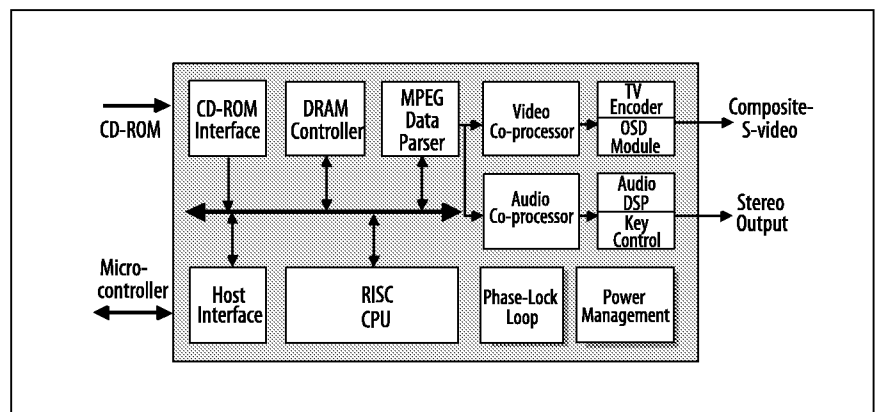 CD-ROM
CD-ROM
Interface
DRAM
Controller
MPEG
Data
Parser
Video
Co-processor
TV
Encoder
OSD
Module
Composite-
S-video
Audio
Co-processor
Audio
DSP
Key
Control
Stereo
Output
Micro-
controller
Host
Interface
RISC
CPU
Phase-Lock
Loop
Power
Management